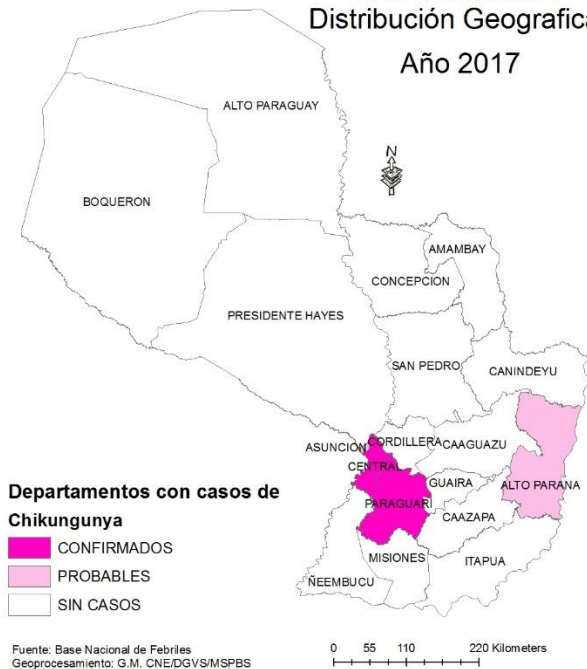 Distribución Geografica
Año 2017
N
ALTO PARAGUAY
BOQUERON
AMAMBAY
CONCEPCION
PRESIDENTE HAYES
SAN PEDRO
CANINDEYU
ASUNCION
CORDILLERA
CAAGUAZU
CENTRAL
GUAIRA
ALTO PARANA
PARAGUARI
CAAZAPA
MISIONES
ITAPUA
ÑEEMBUCU
Departamentos con casos de
Chikungunya
CONFIRMADOS
PROBABLES
SIN CASOS
Fuente: Base Nacional de Febriles
Geoprocesamiento: G.M. CNE/DGVS/MSPBS
0 55 110 220 Kilometers